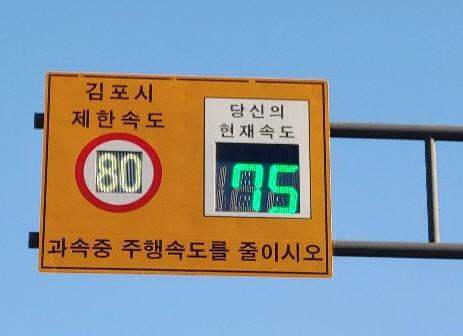 김포시
제한속도
80
당신의
현재속도
75
과속중 주행속도를 줄이시오